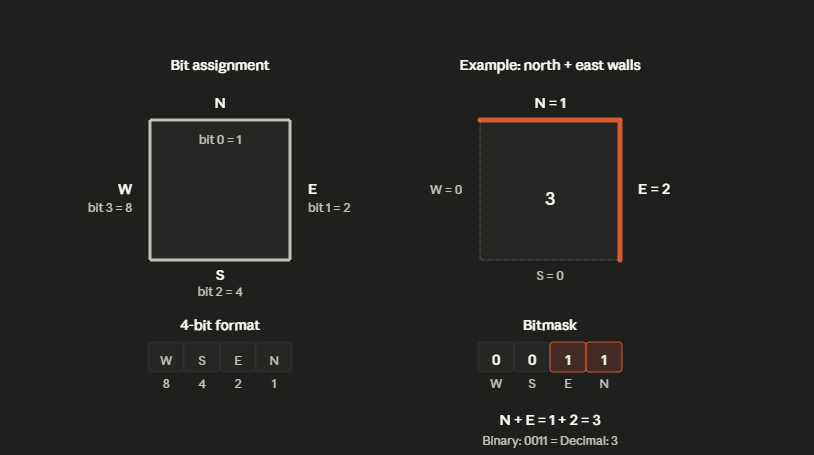 Bit assignment
N
bit 0 = 1
W
bit 3 = 8
E
bit 1 = 2
S
bit 2 = 4
4-bit format
W S E N
8 4 2 1
Example: north + east walls
N = 1
W = 0
3
E = 2
S = 0
Bitmask
0 0 1 1
W S E N
N + E = 1 + 2 = 3
Binary: 0011 = Decimal: 3